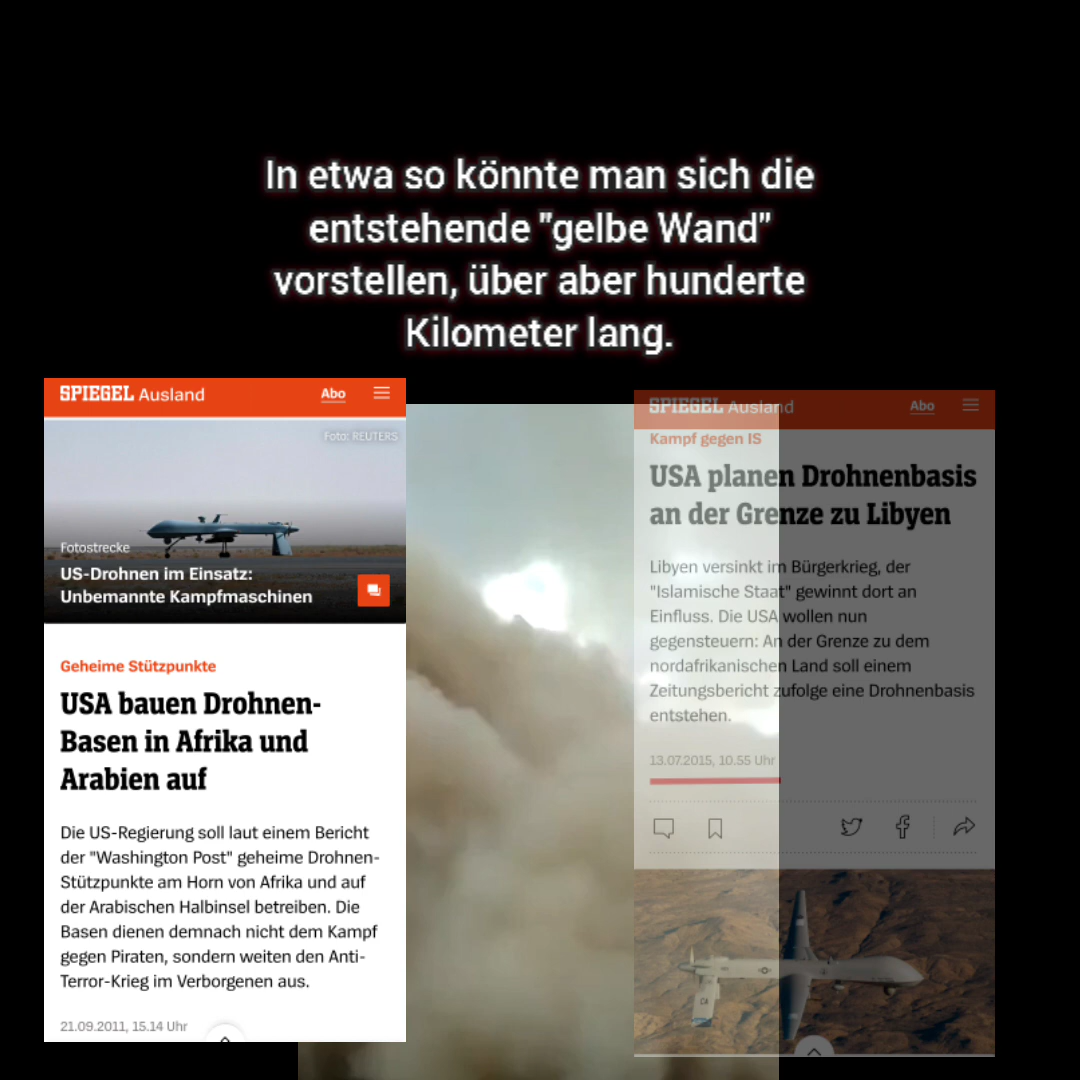 In etwa so könnte man sich die
entstehende "gelbe Wand"
vorstellen, über aber hunderte
Kilometer lang.
SPIEGEL Ausland
Abo
Foto: REUTERS
Fotostrecke
US-Drohnen im Einsatz:
Unbemannte Kampfmaschinen
Geheime Stützpunkte
USA bauen Drohnen-
Basen in Afrika und
Arabien auf
Die US-Regierung soll laut einem Bericht
der "Washington Post" geheime Drohnen-
Stützpunkte am Horn von Afrika und auf
der Arabischen Halbinsel betreiben. Die
Basen dienen demnach nicht dem Kampf
gegen Piraten, sondern weiten den Anti-
Terror-Krieg im Verborgenen aus.
21.09.2011, 15.14 Uhr
SPIEGEL Ausland
Abo
Kampf gegen IS
USA planen Drohnenbasis
an der Grenze zu Libyen
Libyen versinkt im Bürgerkrieg, der
"Islamische Staat" gewinnt dort an
Einfluss. Die USA wollen nun
gegensteuern: An der Grenze zu dem
nordafrikanischen Land soll einem
Zeitungsbericht zufolge eine Drohnenbasis
entstehen.
13.07.2015, 10.55 Uhr
CA